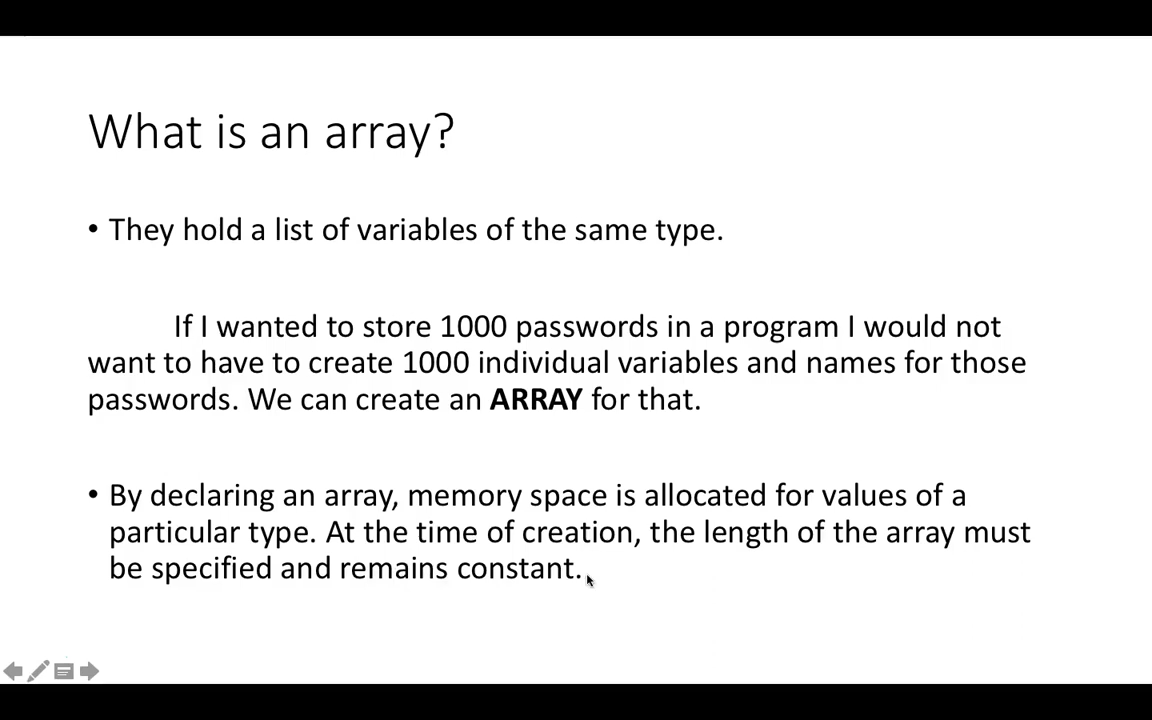 What is an array?
• They hold a list of variables of the same type.
If I wanted to store 1000 passwords in a program I would not
want to have to create 1000 individual variables and names for those
passwords. We can create an ARRAY for that.
• By declaring an array, memory space is allocated for values of a
particular type. At the time of creation, the length of the array must
be specified and remains constant.